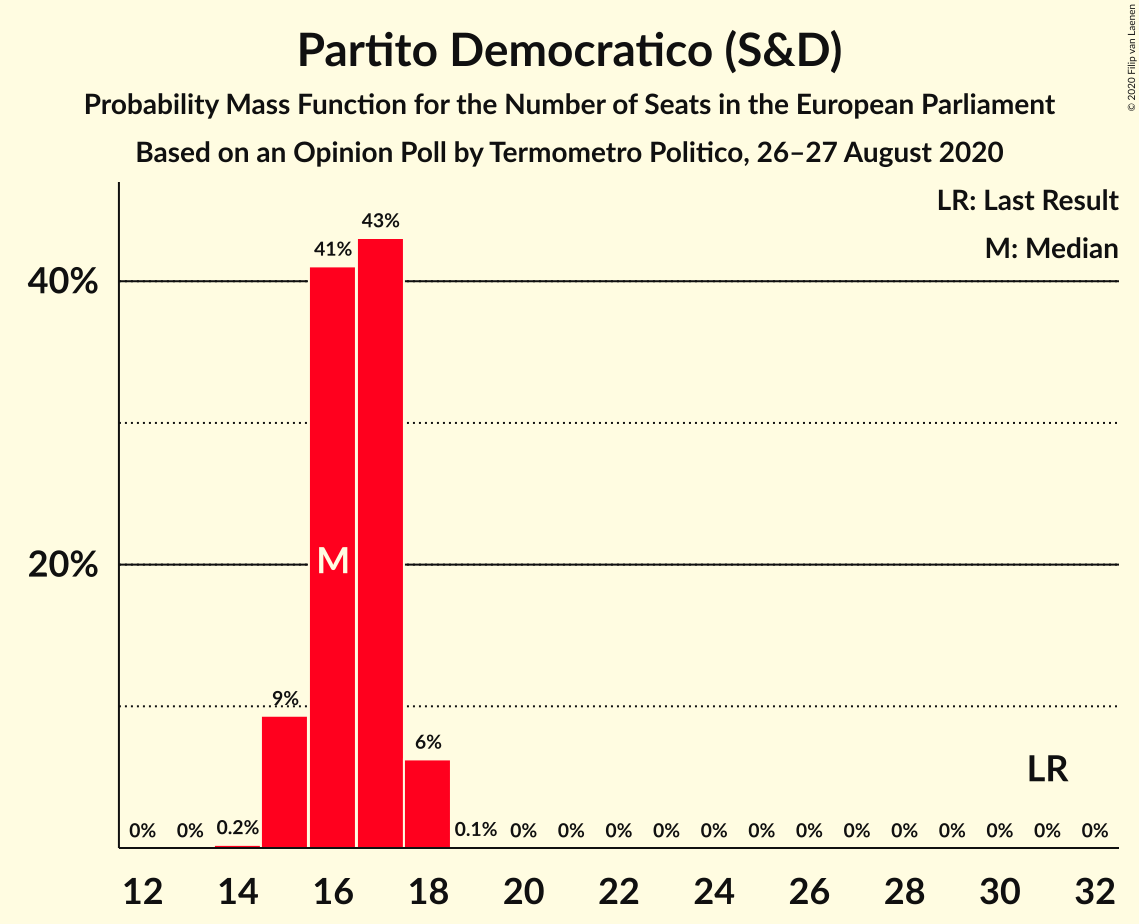 Partito Democratico (S&D)
Probability Mass Function for the Number of Seats in the European Parliament
Based on an Opinion Poll by Termometro Politico, 26–27 August 2020
© 2020 Filip van Laenen
LR: Last Result
M: Median
43%
41%
40%
20%
M
9%
6%
LR
0% 0% 0.2% 0.1% 0% 0% 0% 0% 0% 0% 0% 0% 0% 0% 0% 0% 0%
12 14 16 18 20 22 24 26 28 30 32